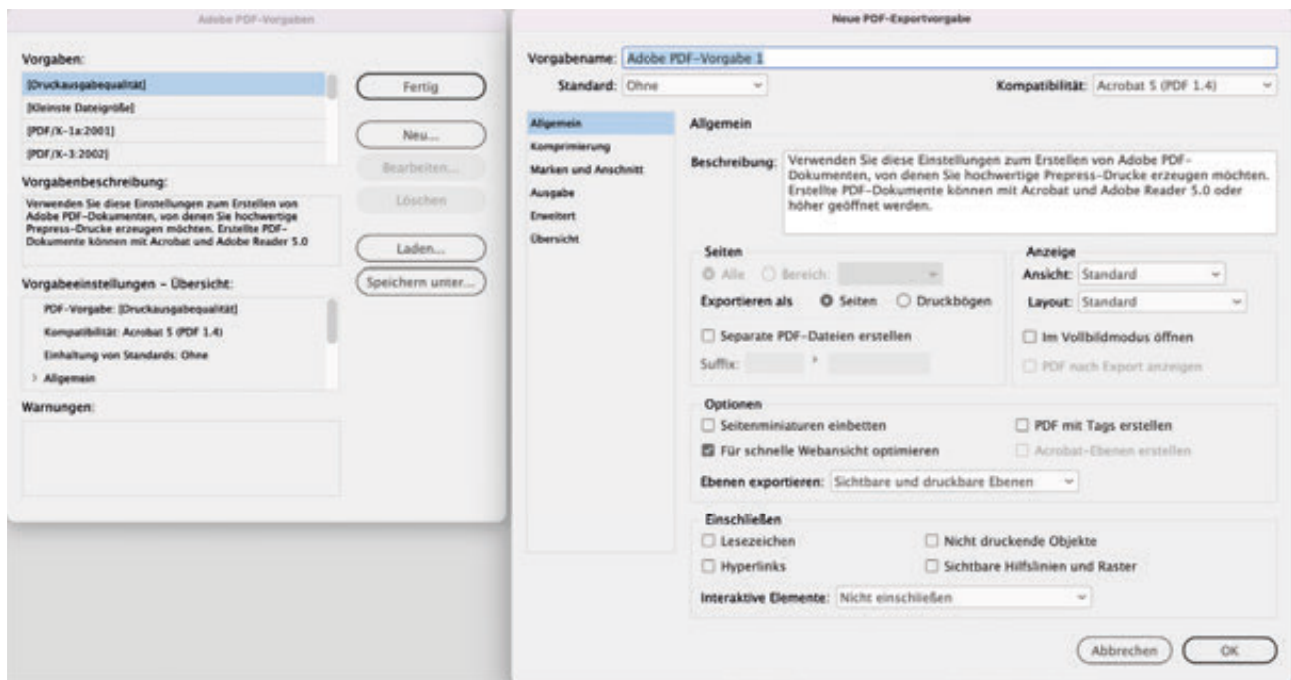 Adobe PDF-Vorgaben
Vorgaben:
[Druckausgabequalität]
[Kleinste Dateigröße]
[PDF/X-1a:2001]
[PDF/X-3:2002]
Fertig
Neu...
Bearbeiten...
Löschen
Laden...
Speichern unter...
Vorgabenbeschreibung:
Verwenden Sie diese Einstellungen zum Erstellen von
Adobe PDF-Dokumenten, von denen Sie hochwertige
Prepress-Drucke erzeugen möchten. Erstellte PDF-
Dokumente können mit Acrobat und Adobe Reader 5.0
Vorgabeeinstellungen - Übersicht:
PDF-Vorgabe: [Druckausgabequalität]
Kompatibilität: Acrobat 5 (PDF 1.4)
Einhaltung von Standards: Ohne
> Allgemein
Warnungen:
Neue PDF-Exportvorgabe
Vorgabename: Adobe PDF-Vorgabe 1
Standard: Ohne Kompatibilität: Acrobat 5 (PDF 1.4)
Allgemein
Komprimierung
Marken und Anschnitt
Ausgabe
Erweitert
Übersicht
Allgemein
Beschreibung: Verwenden Sie diese Einstellungen zum Erstellen von Adobe PDF-
Dokumenten, von denen Sie hochwertige Prepress-Drucke erzeugen möchten.
Erstellte PDF-Dokumente können mit Acrobat und Adobe Reader 5.0 oder
höher geöffnet werden.
Seiten
Alle Bereich:
Exportieren als Seiten Druckbögen
Separate PDF-Dateien erstellen
Suffix:
Anzeige
Ansicht: Standard
Layout: Standard
Im Vollbildmodus öffnen
PDF nach Export anzeigen
Optionen
Seitenminiaturen einbetten PDF mit Tags erstellen
Für schnelle Webansicht optimieren Acrobat-Ebenen erstellen
Ebenen exportieren: Sichtbare und druckbare Ebenen
Einschließen
Lesezeichen Nicht druckende Objekte
Hyperlinks Sichtbare Hilfslinien und Raster
Interaktive Elemente: Nicht einschließen
Abbrechen OK